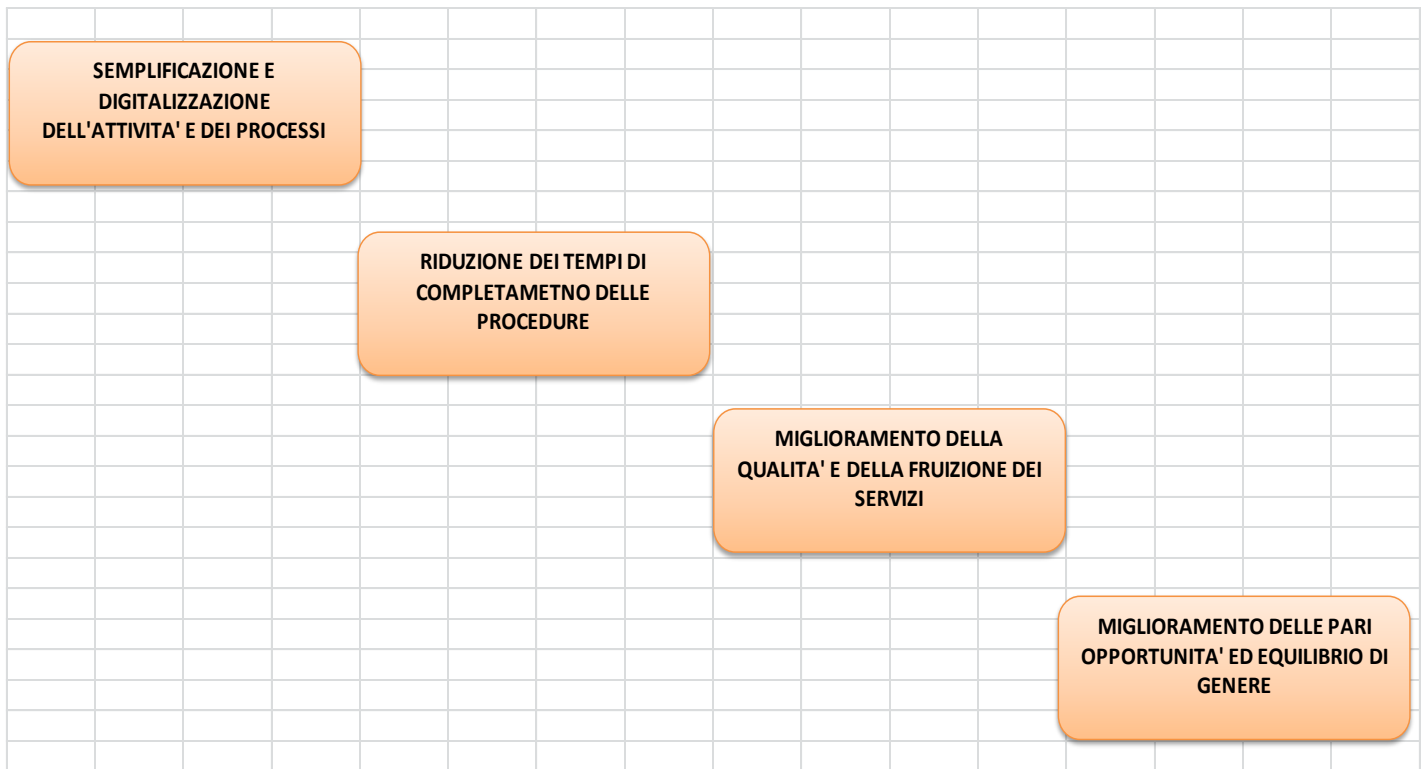 SEMPLIFICAZIONE E
DIGITALIZZAZIONE
DELL'ATTIVITA' E DEI PROCESSI
RIDUZIONE DEI TEMPI DI
COMPLETAMETNO DELLE
PROCEDURE
MIGLIORAMENTO DELLA
QUALITA' E DELLA FRUIZIONE DEI
SERVIZI
MIGLIORAMENTO DELLE PARI
OPPORTUNITA' ED EQUILIBRIO DI
GENERE